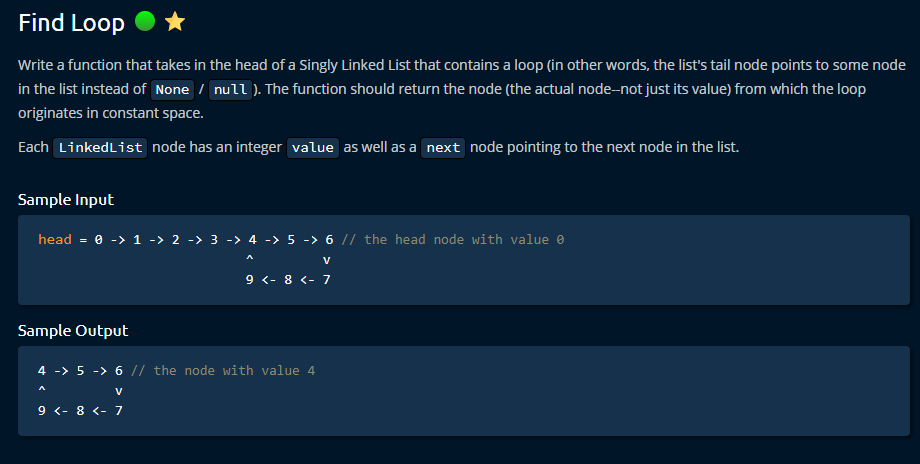 Find Loop
Write a function that takes in the head of a Singly Linked List that contains a loop (in other words, the list's tail node points to some node
in the list instead of None / null ). The function should return the node (the actual node--not just its value) from which the loop
originates in constant space.
Each LinkedList node has an integer value as well as a next node pointing to the next node in the list.
Sample Input
head = 0 -> 1 -> 2 -> 3 -> 4 -> 5 -> 6 // the head node with value 0
                           ^         v
                           9 <- 8 <- 7
Sample Output
4 -> 5 -> 6 // the node with value 4
^         v
9 <- 8 <- 7